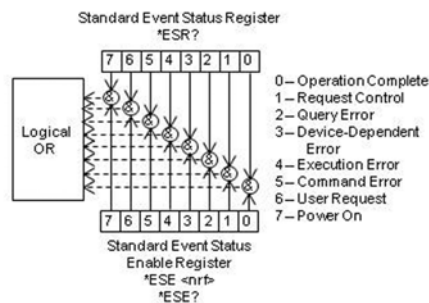 Standard Event Status Register
*ESR?
7 6 5 4 3 2 1 0
& & & & & & & &
Logical
OR
0 – Operation Complete
1 – Request Control
2 – Query Error
3 – Device-Dependent
Error
4 – Execution Error
5 – Command Error
6 – User Request
7 – Power On
7 6 5 4 3 2 1 0
Standard Event Status
Enable Register
*ESE <nrf>
*ESE?